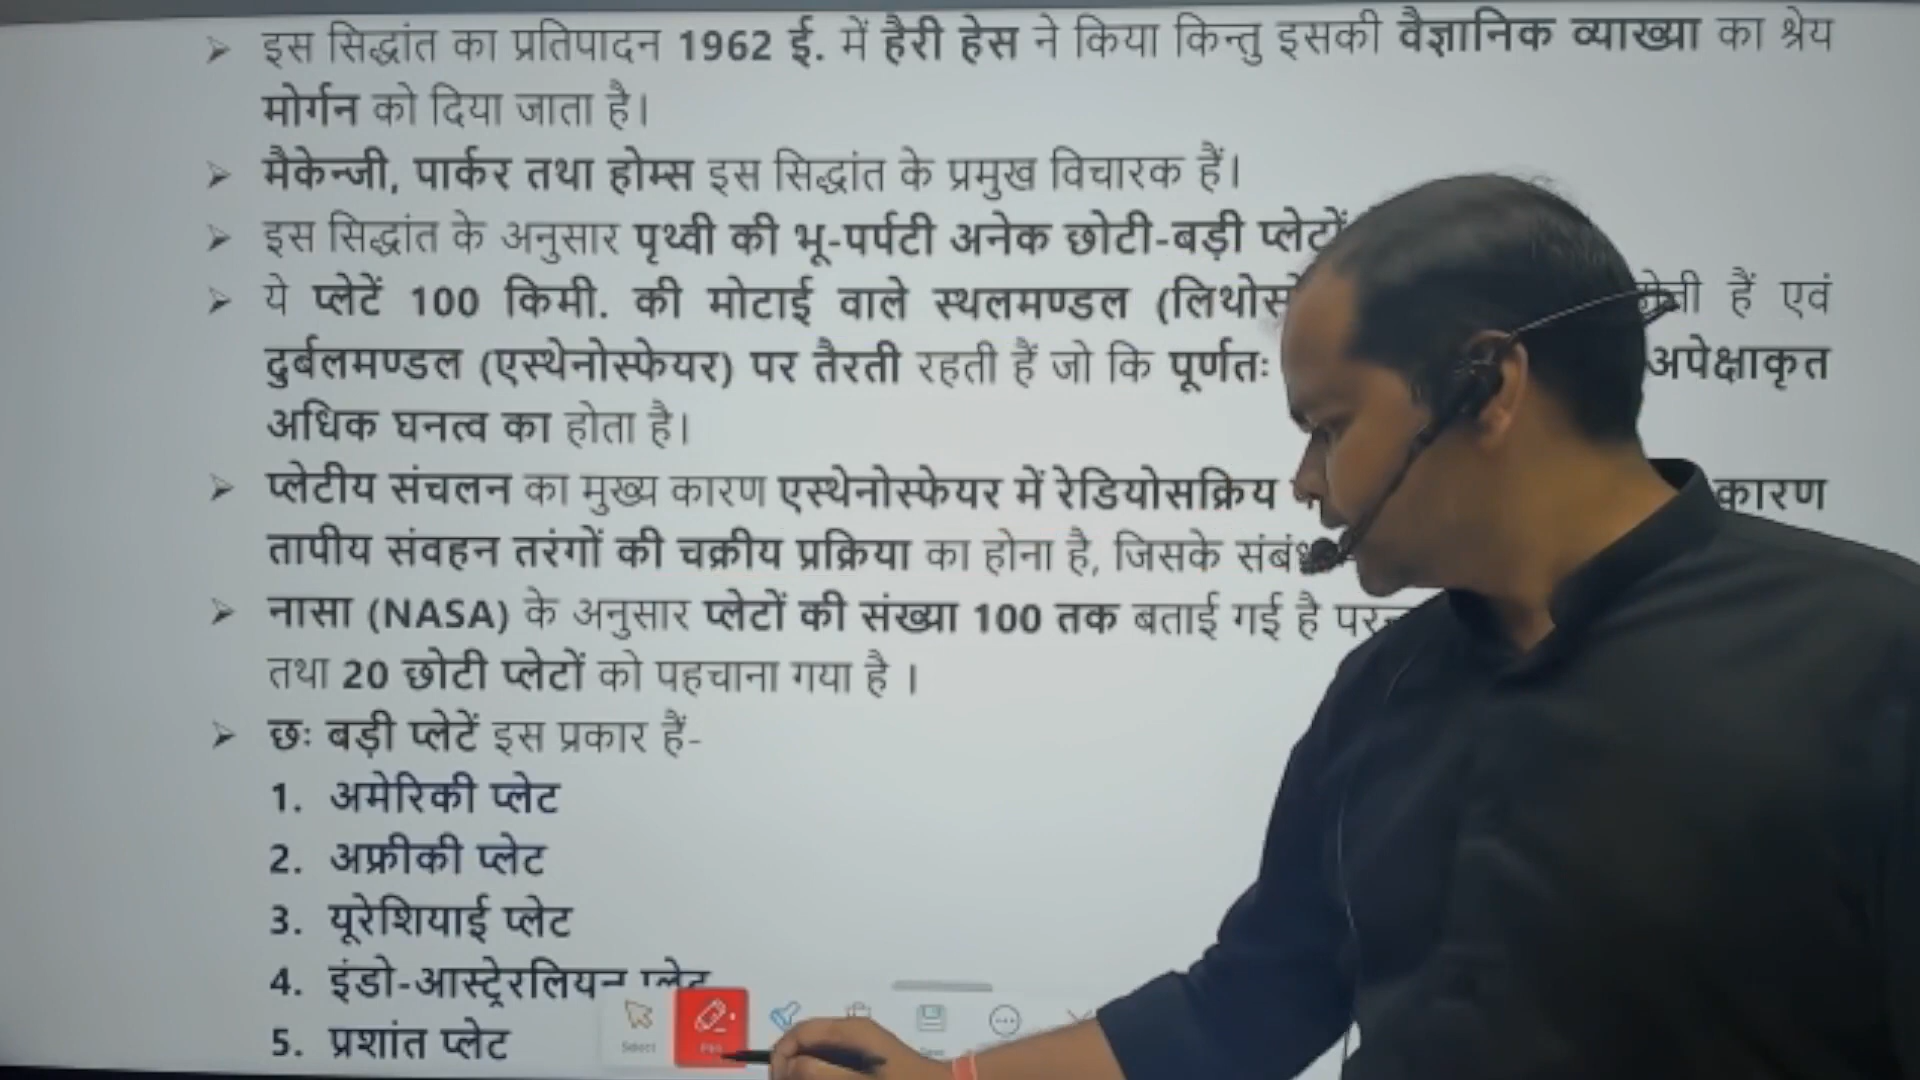 ➢ इस सिद्धांत का प्रतिपादन 1962 ई. में हैरी हेस ने किया किन्तु इसकी वैज्ञानिक व्याख्या का श्रेय
मोर्गन को दिया जाता है।
➢ मैकेन्जी, पार्कर तथा होम्स इस सिद्धांत के प्रमुख विचारक हैं।
➢ इस सिद्धांत के अनुसार पृथ्वी की भू-पर्पटी अनेक छोटी-बड़ी प्लेटों
➢ ये प्लेटें 100 किमी. की मोटाई वाले स्थलमण्डल हैं एवं
दुर्बलमण्डल (एस्थेनोस्फेयर) पर तैरती रहती हैं जो कि पूर्णतः अपेक्षाकृत
अधिक घनत्व का होता है।
➢ प्लेटीय संचलन का मुख्य कारण एस्थेनोस्फेयर में रेडियोसक्रिय कारण
तापीय संवहन तरंगों की चक्रीय प्रक्रिया का होना है, जिसके
➢ नासा (NASA) के अनुसार प्लेटों की संख्या 100 तक बताई गई है
तथा 20 छोटी प्लेटों को पहचाना गया है ।
➢ छः बड़ी प्लेटें इस प्रकार हैं-
1. अमेरिकी प्लेट
2. अफ्रीकी प्लेट
3. यूरेशियाई प्लेट
4. इंडो-आस्ट्रेरलियन प्लेट
5. प्रशांत प्लेट
Select
Pen